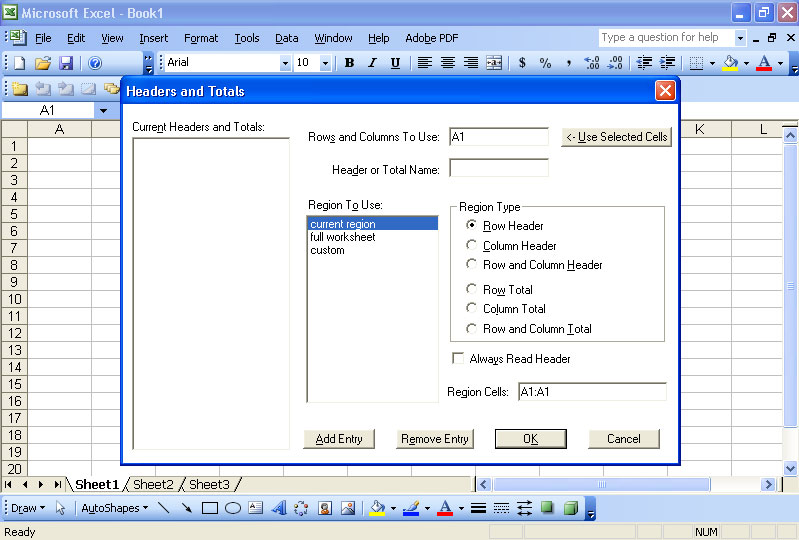 Microsoft Excel - Book1
File Edit View Insert Format Tools Data Window Help Adobe PDF Type a question for help
Arial 10 B I U $ % ,
A1
Headers and Totals
A K L
1
2
3
4
5
6
7
8
9
10
11
12
13
14
15
16
17
18
19
20
Current Headers and Totals:
Rows and Columns To Use: A1 <- Use Selected Cells
Header or Total Name:
Region To Use:
current region
full worksheet
custom
Region Type
Row Header
Column Header
Row and Column Header
Row Total
Column Total
Row and Column Total
Always Read Header
Region Cells: A1:A1
Add Entry Remove Entry OK Cancel
Sheet1 Sheet2 Sheet3
Draw AutoShapes
Ready NUM